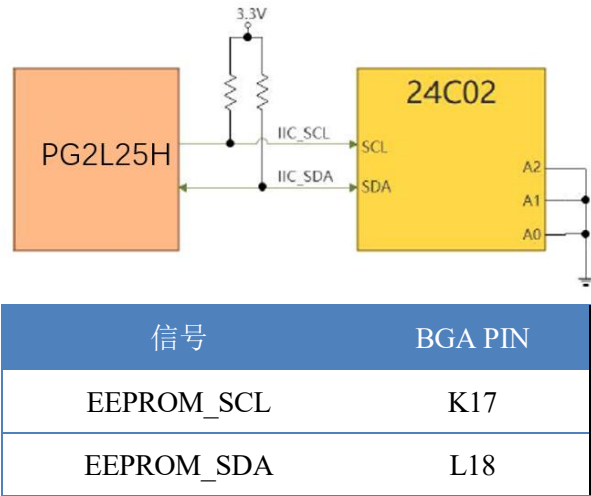 3.3V
24C02
PG2L25H
IIC_SCL
SCL
IIC_SDA
SDA
A2
A1
A0
信号 BGA PIN
EEPROM_SCL K17
EEPROM_SDA L18